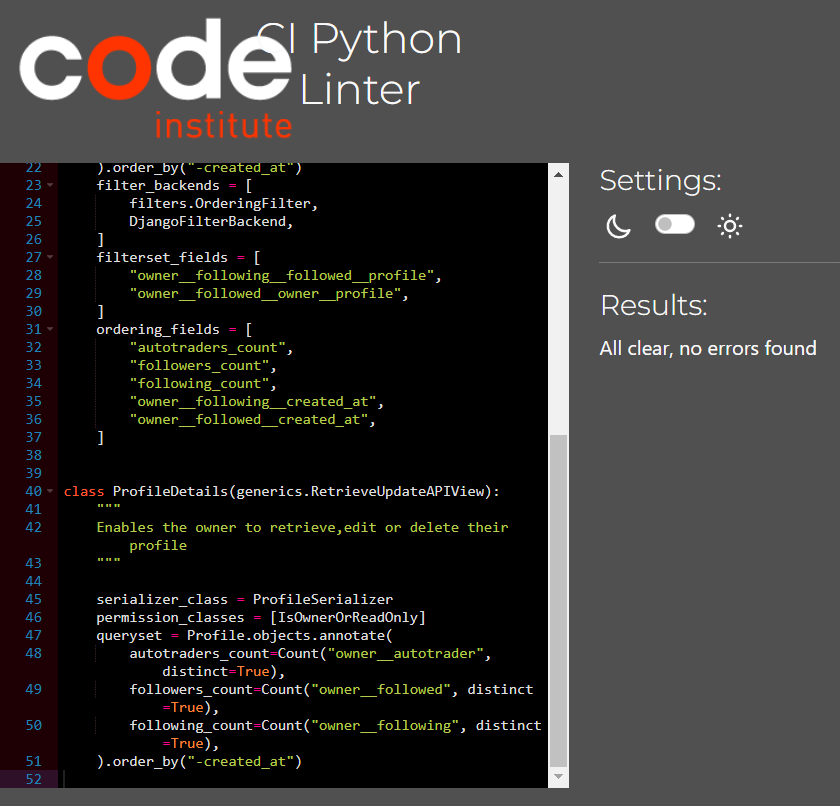 code
institute
CI Python
Linter
22 ).order_by("-created_at")
23 filter_backends = [
24 filters.OrderingFilter,
25 DjangoFilterBackend,
26 ]
27 filterset_fields = [
28 "owner__following__followed__profile",
29 "owner__followed__owner__profile",
30 ]
31 ordering_fields = [
32 "autotraders_count",
33 "followers_count",
34 "following_count",
35 "owner__following__created_at",
36 "owner__followed__created_at",
37 ]
38
39
40 class ProfileDetails(generics.RetrieveUpdateAPIView):
41 """
42 Enables the owner to retrieve,edit or delete their
profile
43 """
44
45 serializer_class = ProfileSerializer
46 permission_classes = [IsOwnerOrReadOnly]
47 queryset = Profile.objects.annotate(
48 autotraders_count=Count("owner__autotrader",
distinct=True),
49 followers_count=Count("owner__followed", distinct
=True),
50 following_count=Count("owner__following", distinct
=True),
51 ).order_by("-created_at")
52
Settings:
Results:
All clear, no errors found